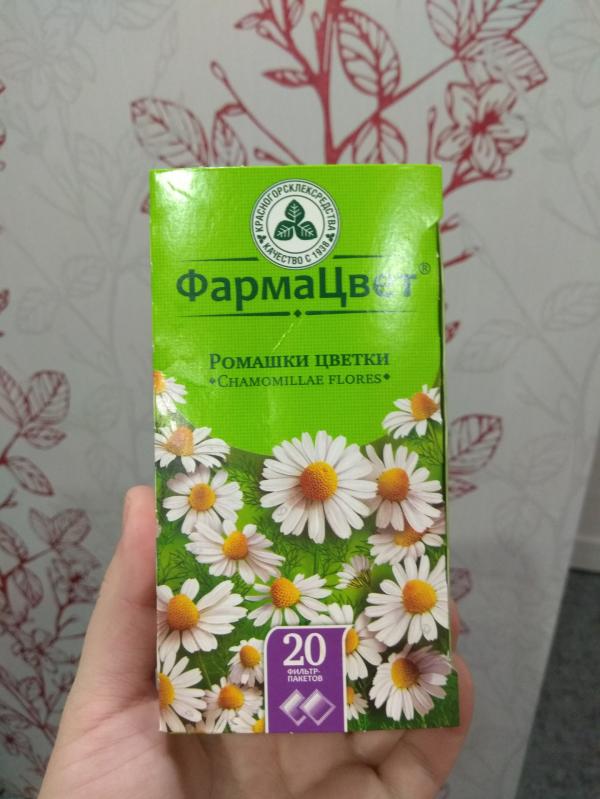 КРАСНОГОРСКЛЕКСРЕДСТВА
КАЧЕСТВО С 1938
ФармаЦвет®
РОМАШКИ ЦВЕТКИ
CHAMOMILLAE FLORES
20
ФИЛЬТР-
ПАКЕТОВ